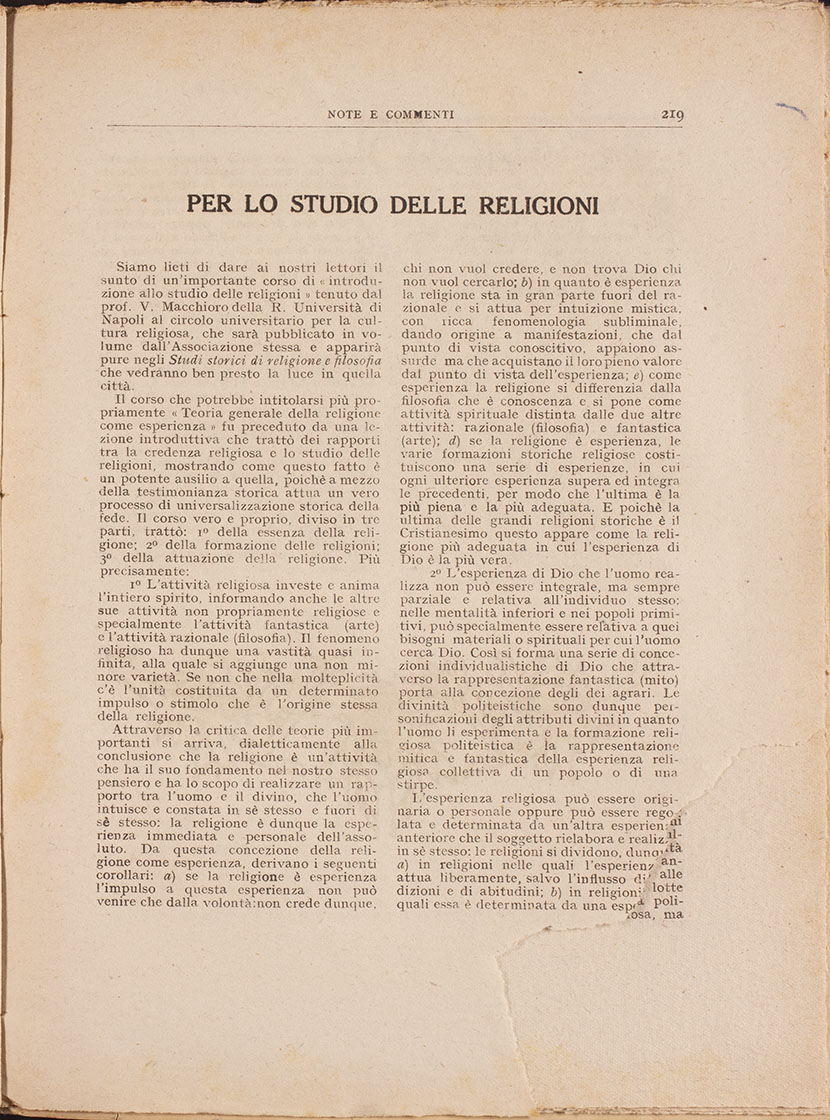 NOTE E COMMENTI 219
PER LO STUDIO DELLE RELIGIONI
Siamo lieti di dare ai nostri lettori il
sunto di un'importante corso di « introdu-
zione allo studio delle religioni » tenuto dal
prof. V. Macchioro della R. Università di
Napoli al circolo universitario per la cul-
tura religiosa, che sarà pubblicato in vo-
lume dall'Associazione stessa e apparirà
pure negli Studi storici di religione e filosofia
che vedranno ben presto la luce in quella
città.
Il corso che potrebbe intitolarsi più pro-
priamente « Teoria generale della religione
come esperienza » fu preceduto da una le-
zione introduttiva che trattò dei rapporti
tra la credenza religiosa e lo studio delle
religioni, mostrando come questo fatto è
un potente ausilio a quella, poichè a mezzo
della testimonianza storica attua un vero
processo di universalizzazione storica della
fede. Il corso vero e proprio, diviso in tre
parti, trattò: 1º della essenza della reli-
gione; 2º della formazione delle religioni;
3º della attuazione della religione. Più
precisamente:
1º L'attività religiosa investe e anima
l'intiero spirito, informando anche le altre
sue attività non propriamente religiose e
specialmente l'attività fantastica (arte)
e l'attività razionale (filosofia). Il fenomeno
religioso ha dunque una vastità quasi in-
finita, alla quale si aggiunge una non mi-
nore varietà. Se non che nella molteplicità
c'è l'unità costituita da un determinato
impulso o stimolo che è l'origine stessa
della religione.
Attraverso la critica delle teorie più im-
portanti si arriva, dialetticamente alla
conclusione che la religione è un'attività
che ha il suo fondamento nel nostro stesso
pensiero e ha lo scopo di realizzare un rap-
porto tra l'uomo e il divino, che l'uomo
intuisce e constata in sè stesso e fuori di
sè stesso: la religione è dunque la espe-
rienza immediata e personale dell'asso-
luto. Da questa concezione della reli-
gione come esperienza, derivano i seguenti
corollari: a) se la religione è esperienza
l'impulso a questa esperienza non può
venire che dalla volontà:non crede dunque,
chi non vuol credere, e non trova Dio chi
non vuol cercarlo; b) in quanto è esperienza
la religione sta in gran parte fuori del ra-
zionale e si attua per intuizione mistica,
con ricca fenomenologia subliminale,
dando origine a manifestazioni, che dal
punto di vista conoscitivo, appaiono as-
surde ma che acquistano il loro pieno valore
dal punto di vista dell'esperienza; c) come
esperienza la religione si differenzia dalla
filosofia che è conoscenza e si pone come
attività spirituale distinta dalle due altre
attività: razionale (filosofia) e fantastica
(arte); d) se la religione è esperienza, le
varie formazioni storiche religiose costi-
tuiscono una serie di esperienze, in cui
ogni ulteriore esperienza supera ed integra
le precedenti, per modo che l'ultima è la
più piena e la più adeguata. E poichè la
ultima delle grandi religioni storiche è il
Cristianesimo questo appare come la reli-
gione più adeguata in cui l'esperienza di
Dio è la più vera.
2º L'esperienza di Dio che l'uomo rea-
lizza non può essere integrale, ma sempre
parziale e relativa all'individuo stesso:
nelle mentalità inferiori e nei popoli primi-
tivi, può specialmente essere relativa a quei
bisogni materiali o spirituali per cui l'uomo
cerca Dio. Così si forma una serie di conce-
zioni individualistiche di Dio che attra-
verso la rappresentazione fantastica (mito)
porta alla concezione degli dei agrari. Le
divinità politeistiche sono dunque per-
sonificazioni degli attributi divini in quanto
l'uomo li esperimenta e la formazione reli-
giosa politeistica è la rappresentazione
mitica e fantastica della esperienza reli-
giosa collettiva di un popolo o di una
stirpe.
L'esperienza religiosa può essere origi-
naria o personale oppure può essere rego
lata e determinata da un'altra esperien
anteriore che il soggetto rielabora e realiz
in sè stesso: le religioni si dividono,
a) in religioni nelle quali l'esperienz
attua liberamente, salvo l'influsso di alle
dizioni e di abitudini; b) in religioni lotte
quali essa è determinata da una esp poli-
osa, ma